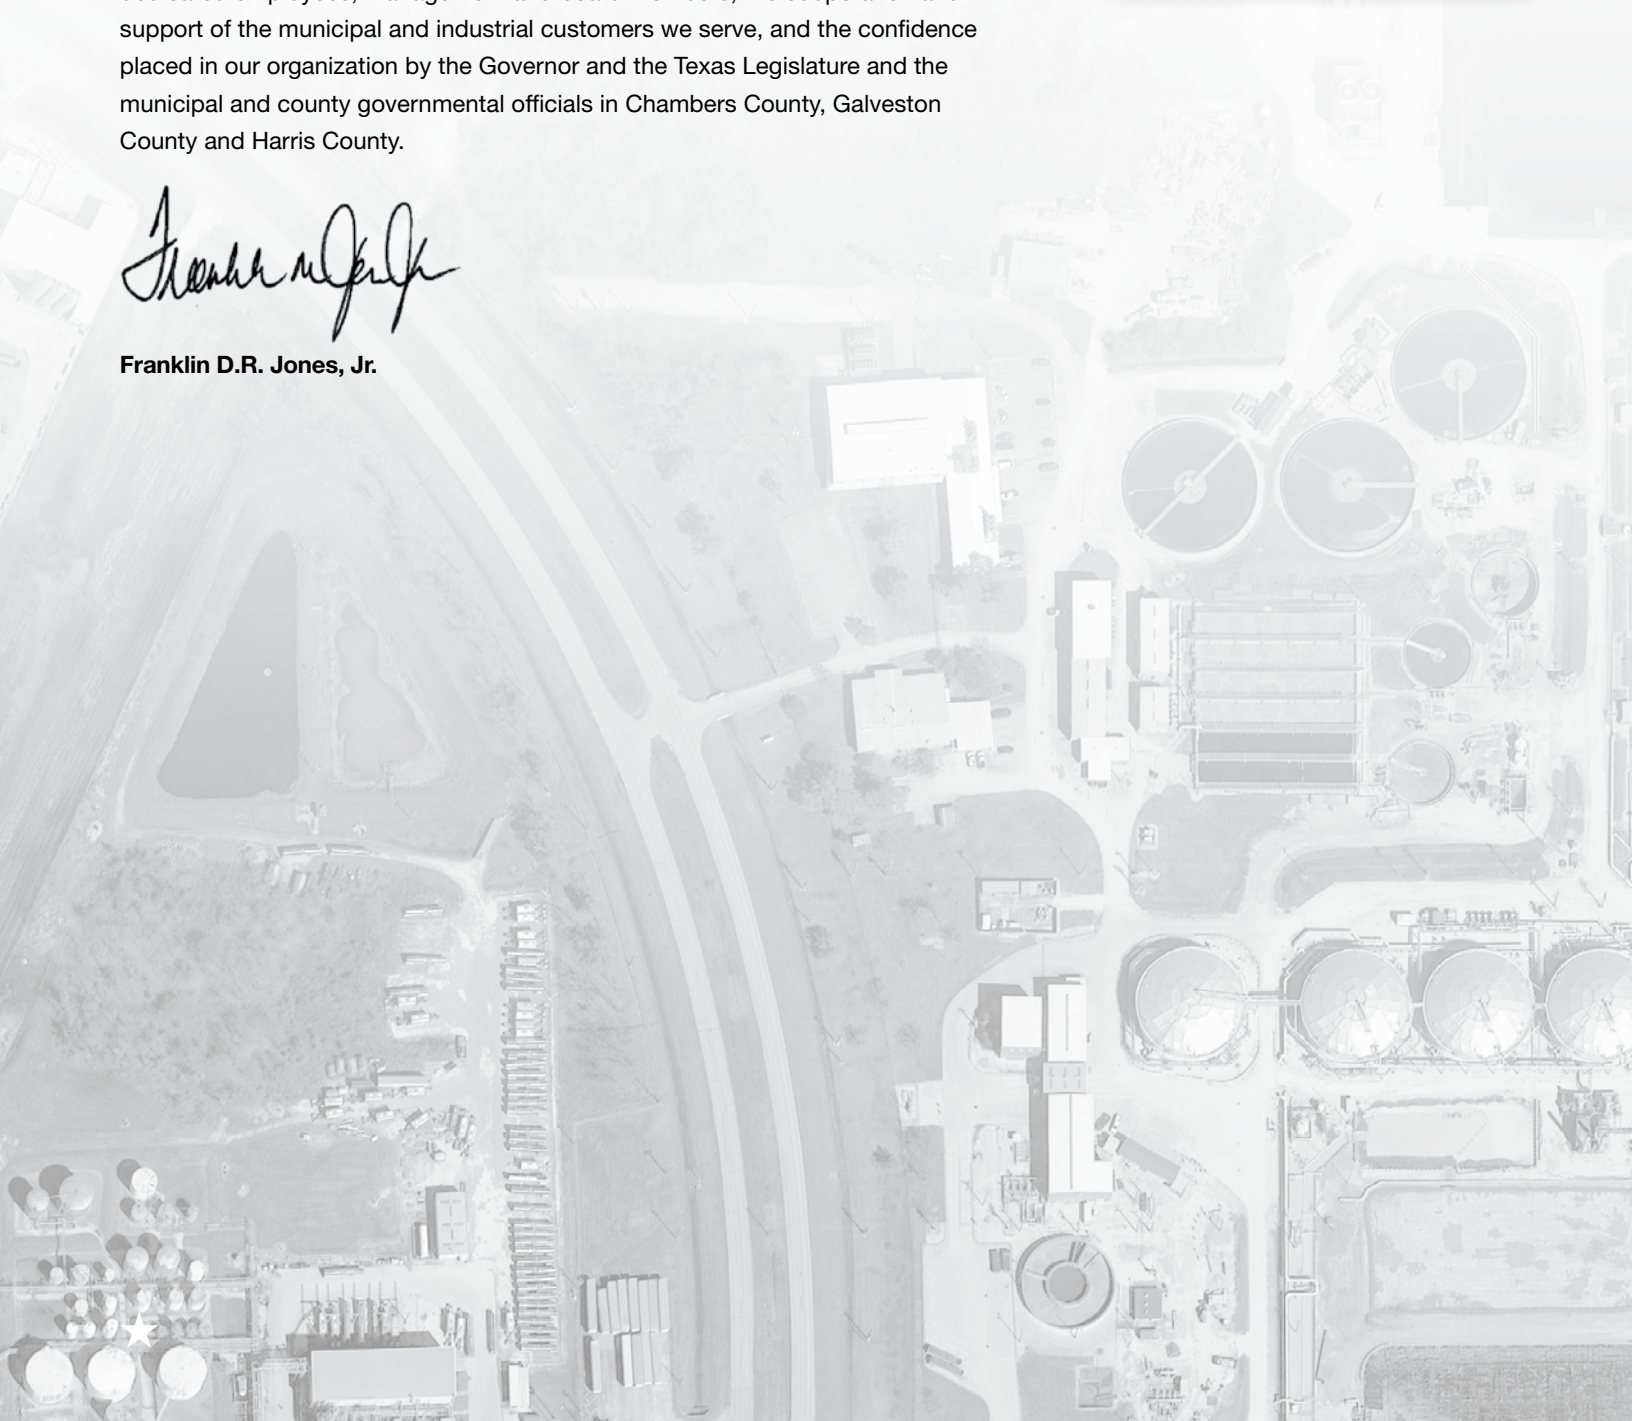 support of the municipal and industrial customers we serve, and the confidence
placed in our organization by the Governor and the Texas Legislature and the
municipal and county governmental officials in Chambers County, Galveston
County and Harris County.
Franklin D.R. Jones, Jr.